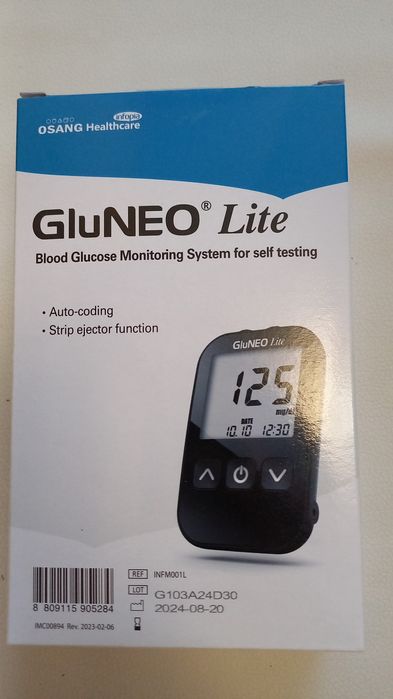 infopia
OSANG Healthcare
GluNEO® Lite
Blood Glucose Monitoring System for self testing
• Auto-coding
• Strip ejector function
GluNEO Lite
125
mg/dL
DATE
10.10 12:30
REF INFM001L
LOT G103A24D30
2024-08-20
8 809115 905284
IMC00894 Rev. 2023-02-06